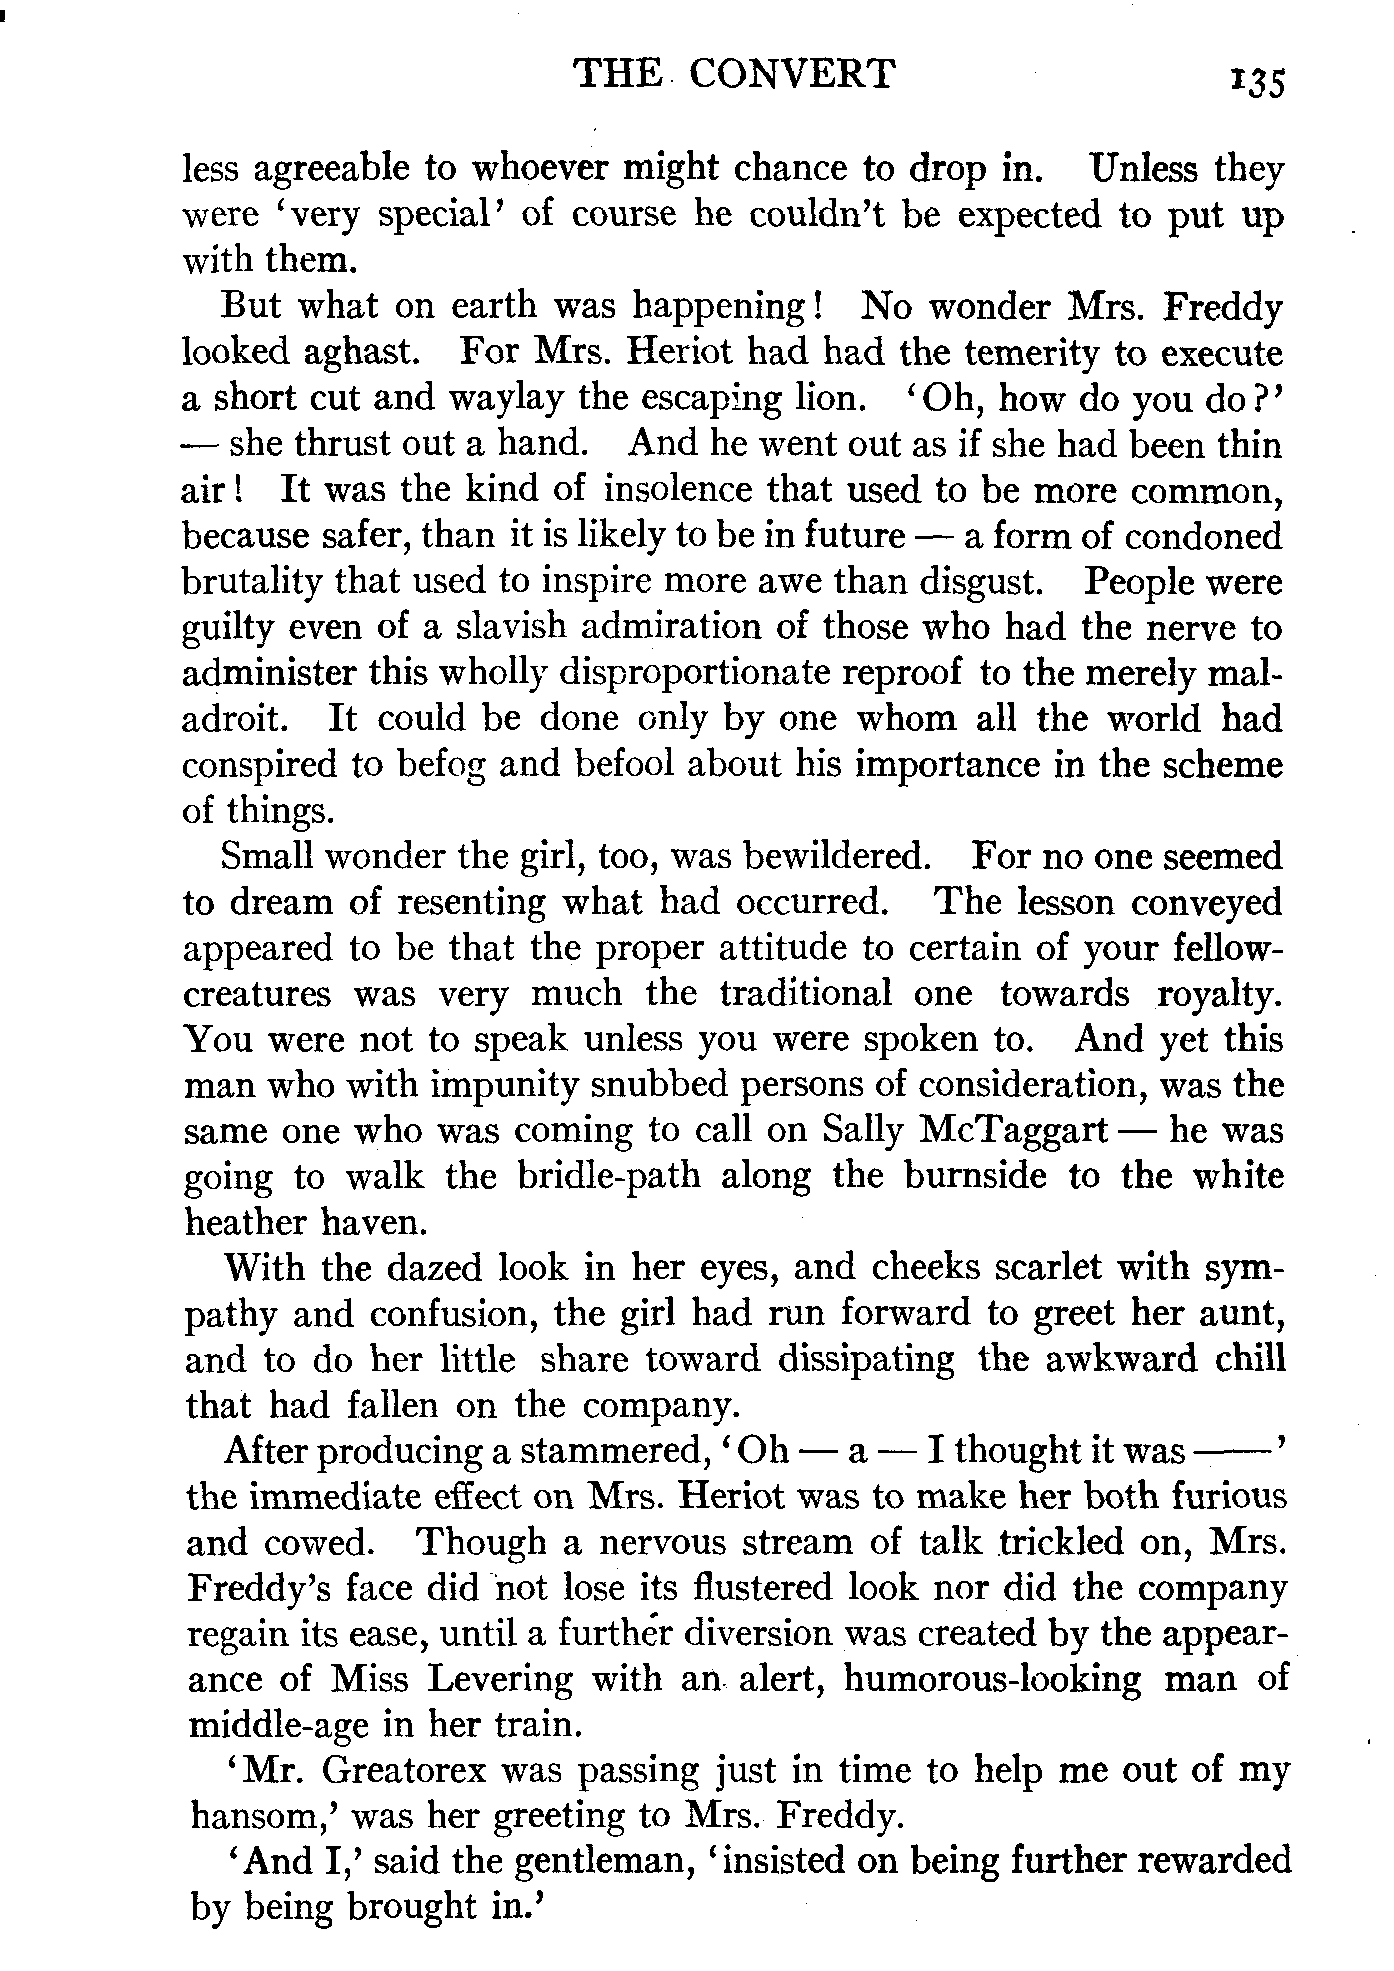 THE CONVERT 135
less agreeable to whoever might chance to drop in. Unless they
were ‘very special’ of course he couldn’t be expected to put up
with them.
But what on earth was happening! No wonder Mrs. Freddy
looked aghast. For Mrs. Heriot had had the temerity to execute
a short cut and waylay the escaping lion. ‘Oh, how do you do?’
— she thrust out a hand. And he went out as if she had been thin
air! It was the kind of insolence that used to be more common,
because safer, than it is likely to be in future — a form of condoned
brutality that used to inspire more awe than disgust. People were
guilty even of a slavish admiration of those who had the nerve to
administer this wholly disproportionate reproof to the merely mal-
adroit. It could be done only by one whom all the world had
conspired to befog and befool about his importance in the scheme
of things.
Small wonder the girl, too, was bewildered. For no one seemed
to dream of resenting what had occurred. The lesson conveyed
appeared to be that the proper attitude to certain of your fellow-
creatures was very much the traditional one towards royalty.
You were not to speak unless you were spoken to. And yet this
man who with impunity snubbed persons of consideration, was the
same one who was coming to call on Sally McTaggart — he was
going to walk the bridle-path along the burnside to the white
heather haven.
With the dazed look in her eyes, and cheeks scarlet with sym-
pathy and confusion, the girl had run forward to greet her aunt,
and to do her little share toward dissipating the awkward chill
that had fallen on the company.
After producing a stammered, ‘Oh — a — I thought it was ——’
the immediate effect on Mrs. Heriot was to make her both furious
and cowed. Though a nervous stream of talk trickled on, Mrs.
Freddy’s face did not lose its flustered look nor did the company
regain its ease, until a further diversion was created by the appear-
ance of Miss Levering with an alert, humorous-looking man of
middle-age in her train.
‘Mr. Greatorex was passing just in time to help me out of my
hansom,’ was her greeting to Mrs. Freddy.
‘And I,’ said the gentleman, ‘insisted on being further rewarded
by being brought in.’